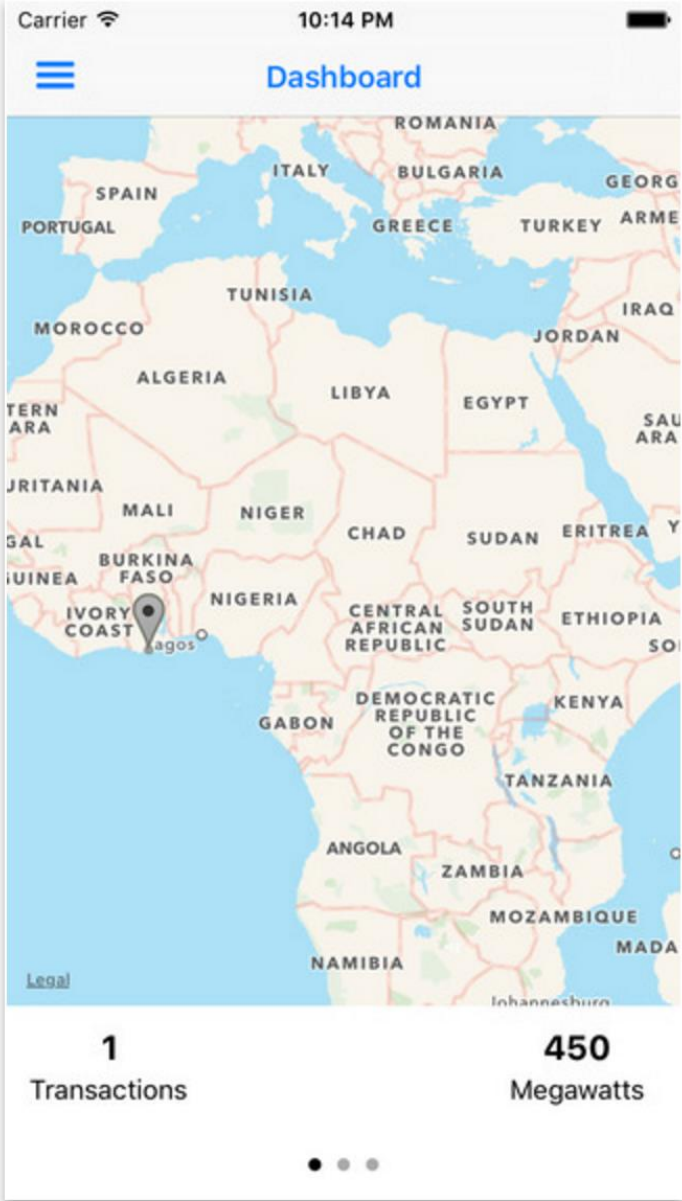 Carrier 10:14 PM
Dashboard
ROMANIA
ITALY
BULGARIA
GEORG
SPAIN
PORTUGAL
GREECE
TURKEY
ARME
TUNISIA
IRAQ
MOROCCO
JORDAN
ALGERIA
LIBYA
EGYPT
TERN
ARA
SAU
ARA
URITANIA
MALI
NIGER
CHAD
SUDAN
ERITREA
Y
GAL
BURKINA
FASO
GUINEA
NIGERIA
IVORY
COAST
CENTRAL
AFRICAN
REPUBLIC
SOUTH
SUDAN
ETHIOPIA
agos
SO
DEMOCRATIC
REPUBLIC
OF THE
CONGO
KENYA
GABON
TANZANIA
ANGOLA
ZAMBIA
MOZAMBIQUE
MADA
NAMIBIA
Legal
Johannesburg
1
Transactions
450
Megawatts